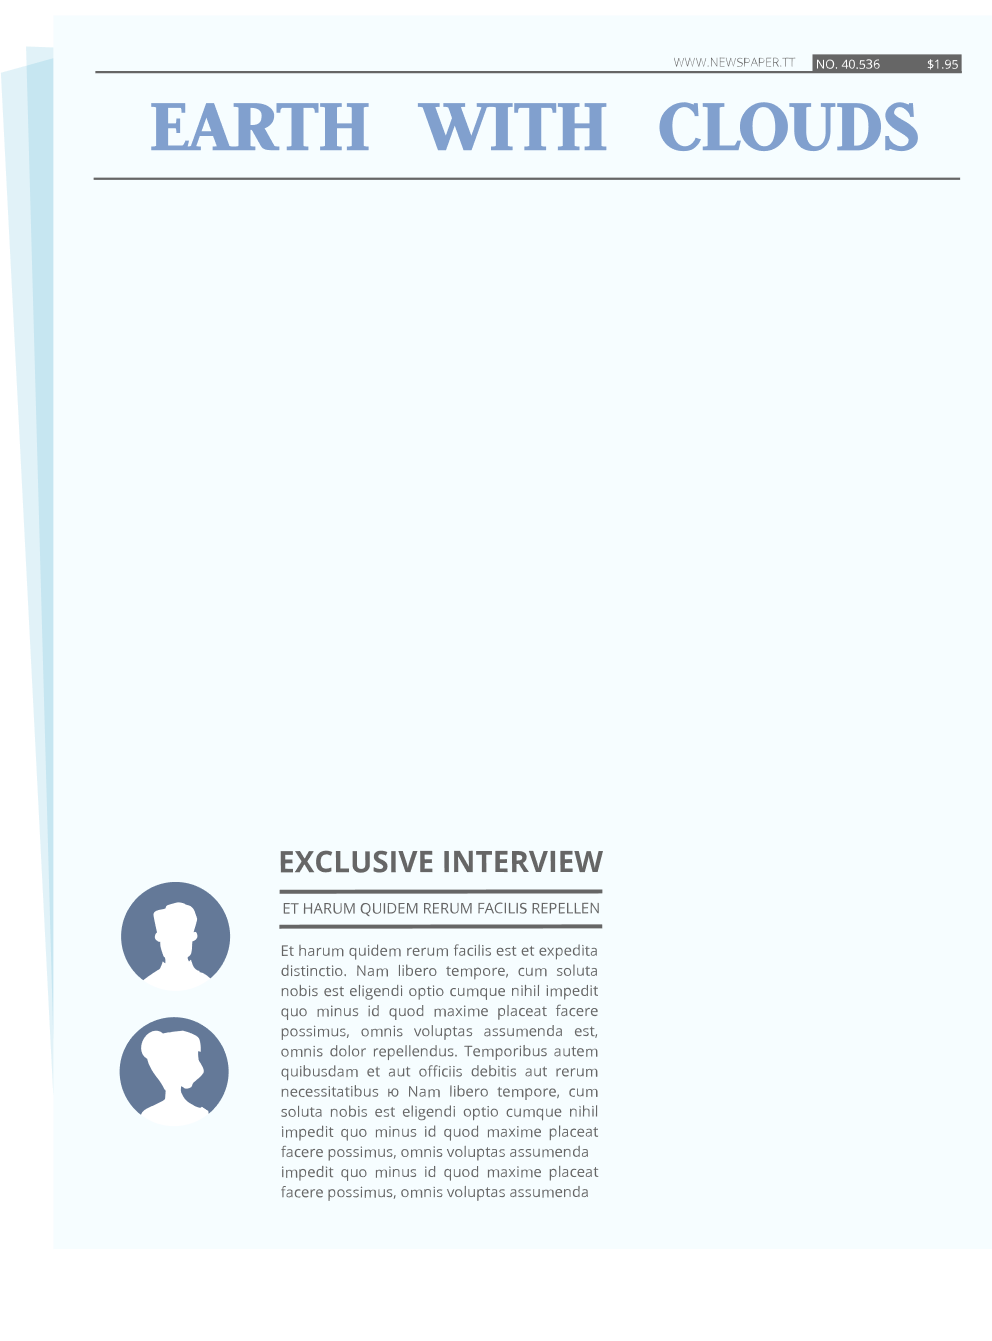 WWW.NEWSPAPER.TT
NO. 40.536 $1.95
EARTH WITH CLOUDS
EXCLUSIVE INTERVIEW
ET HARUM QUIDEM RERUM FACILIS REPELLEN
Et harum quidem rerum facilis est et expedita
distinctio. Nam libero tempore, cum soluta
nobis est eligendi optio cumque nihil impedit
quo minus id quod maxime placeat facere
possimus, omnis voluptas assumenda est,
omnis dolor repellendus. Temporibus autem
quibusdam et aut officiis debitis aut rerum
necessitatibus ю Nam libero tempore, cum
soluta nobis est eligendi optio cumque nihil
impedit quo minus id quod maxime placeat
facere possimus, omnis voluptas assumenda
impedit quo minus id quod maxime placeat
facere possimus, omnis voluptas assumenda